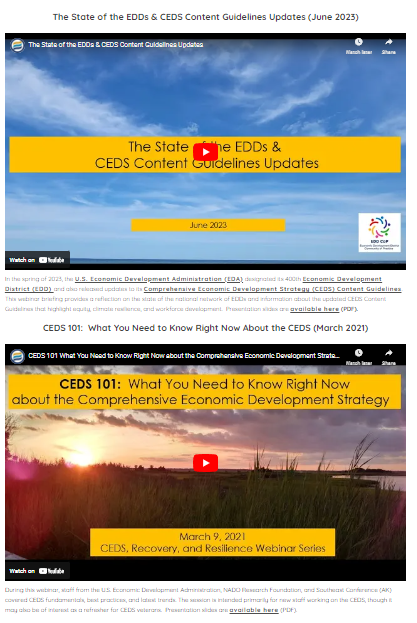 The State of the EDDs & CEDS Content Guidelines Updates (June 2023)
The State of the EDDs & CEDS Content Guidelines Updates
Watch later
Share
The State of the EDDs &
CEDS Content Guidelines Updates
June 2023
EDD CoP
Watch on YouTube
In the spring of 2023, the U.S. Economic Development Administration (EDA) designated its 400th Economic Development
District (EDD) and also released updates to its Comprehensive Economic Development Strategy (CEDS) Content Guidelines.
This webinar briefing provides a reflection on the state of the national network of EDDs and information about the updated CEDS Content
Guidelines that highlight equity, climate resilience, and workforce development. Presentation slides are available here (PDF).
CEDS 101: What You Need to Know Right Now About the CEDS (March 2021)
CEDS 101 What You Need to Know Right Now about the Comprehensive Economic Development Strate...
Watch later
Share
CEDS 101: What You Need to Know Right Now
about the Comprehensive Economic Development Strategy
March 9, 2021
CEDS, Recovery, and Resilience Webinar Series
Watch on YouTube
During this webinar, staff from the U.S. Economic Development Administration, NADO Research Foundation, and Southeast Conference (AK)
covered CEDS fundamentals, best practices, and latest trends. The session is intended primarily for new staff working on the CEDS, though it
may also be of interest as a refresher for CEDS veterans. Presentation slides are available here (PDF).